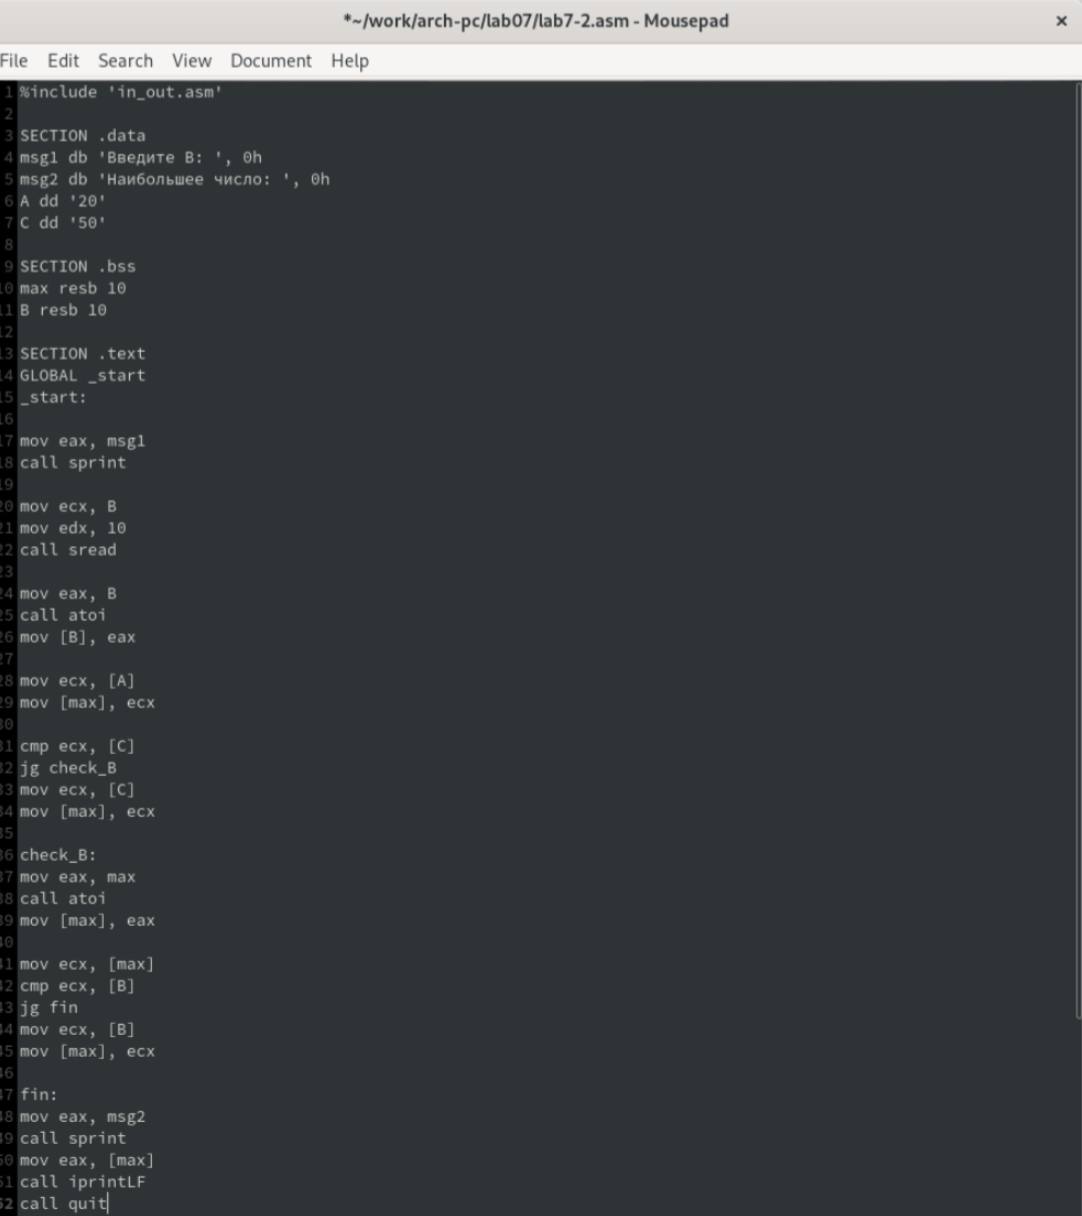 *~/work/arch-pc/lab07/lab7-2.asm - Mousepad
File Edit Search View Document Help
1 %include 'in_out.asm'
2
3 SECTION .data
4 msg1 db 'Введите B: ', 0h
5 msg2 db 'Наибольшее число: ', 0h
6 A dd '20'
7 C dd '50'
8
9 SECTION .bss
10 max resb 10
11 B resb 10
12
13 SECTION .text
14 GLOBAL _start
15 _start:
16
17 mov eax, msg1
18 call sprint
19
20 mov ecx, B
21 mov edx, 10
22 call sread
23
24 mov eax, B
25 call atoi
26 mov [B], eax
27
28 mov ecx, [A]
29 mov [max], ecx
30
31 cmp ecx, [C]
32 jg check_B
33 mov ecx, [C]
34 mov [max], ecx
35
36 check_B:
37 mov eax, max
38 call atoi
39 mov [max], eax
40
41 mov ecx, [max]
42 cmp ecx, [B]
43 jg fin
44 mov ecx, [B]
45 mov [max], ecx
46
47 fin:
48 mov eax, msg2
49 call sprint
50 mov eax, [max]
51 call iprintLF
52 call quit